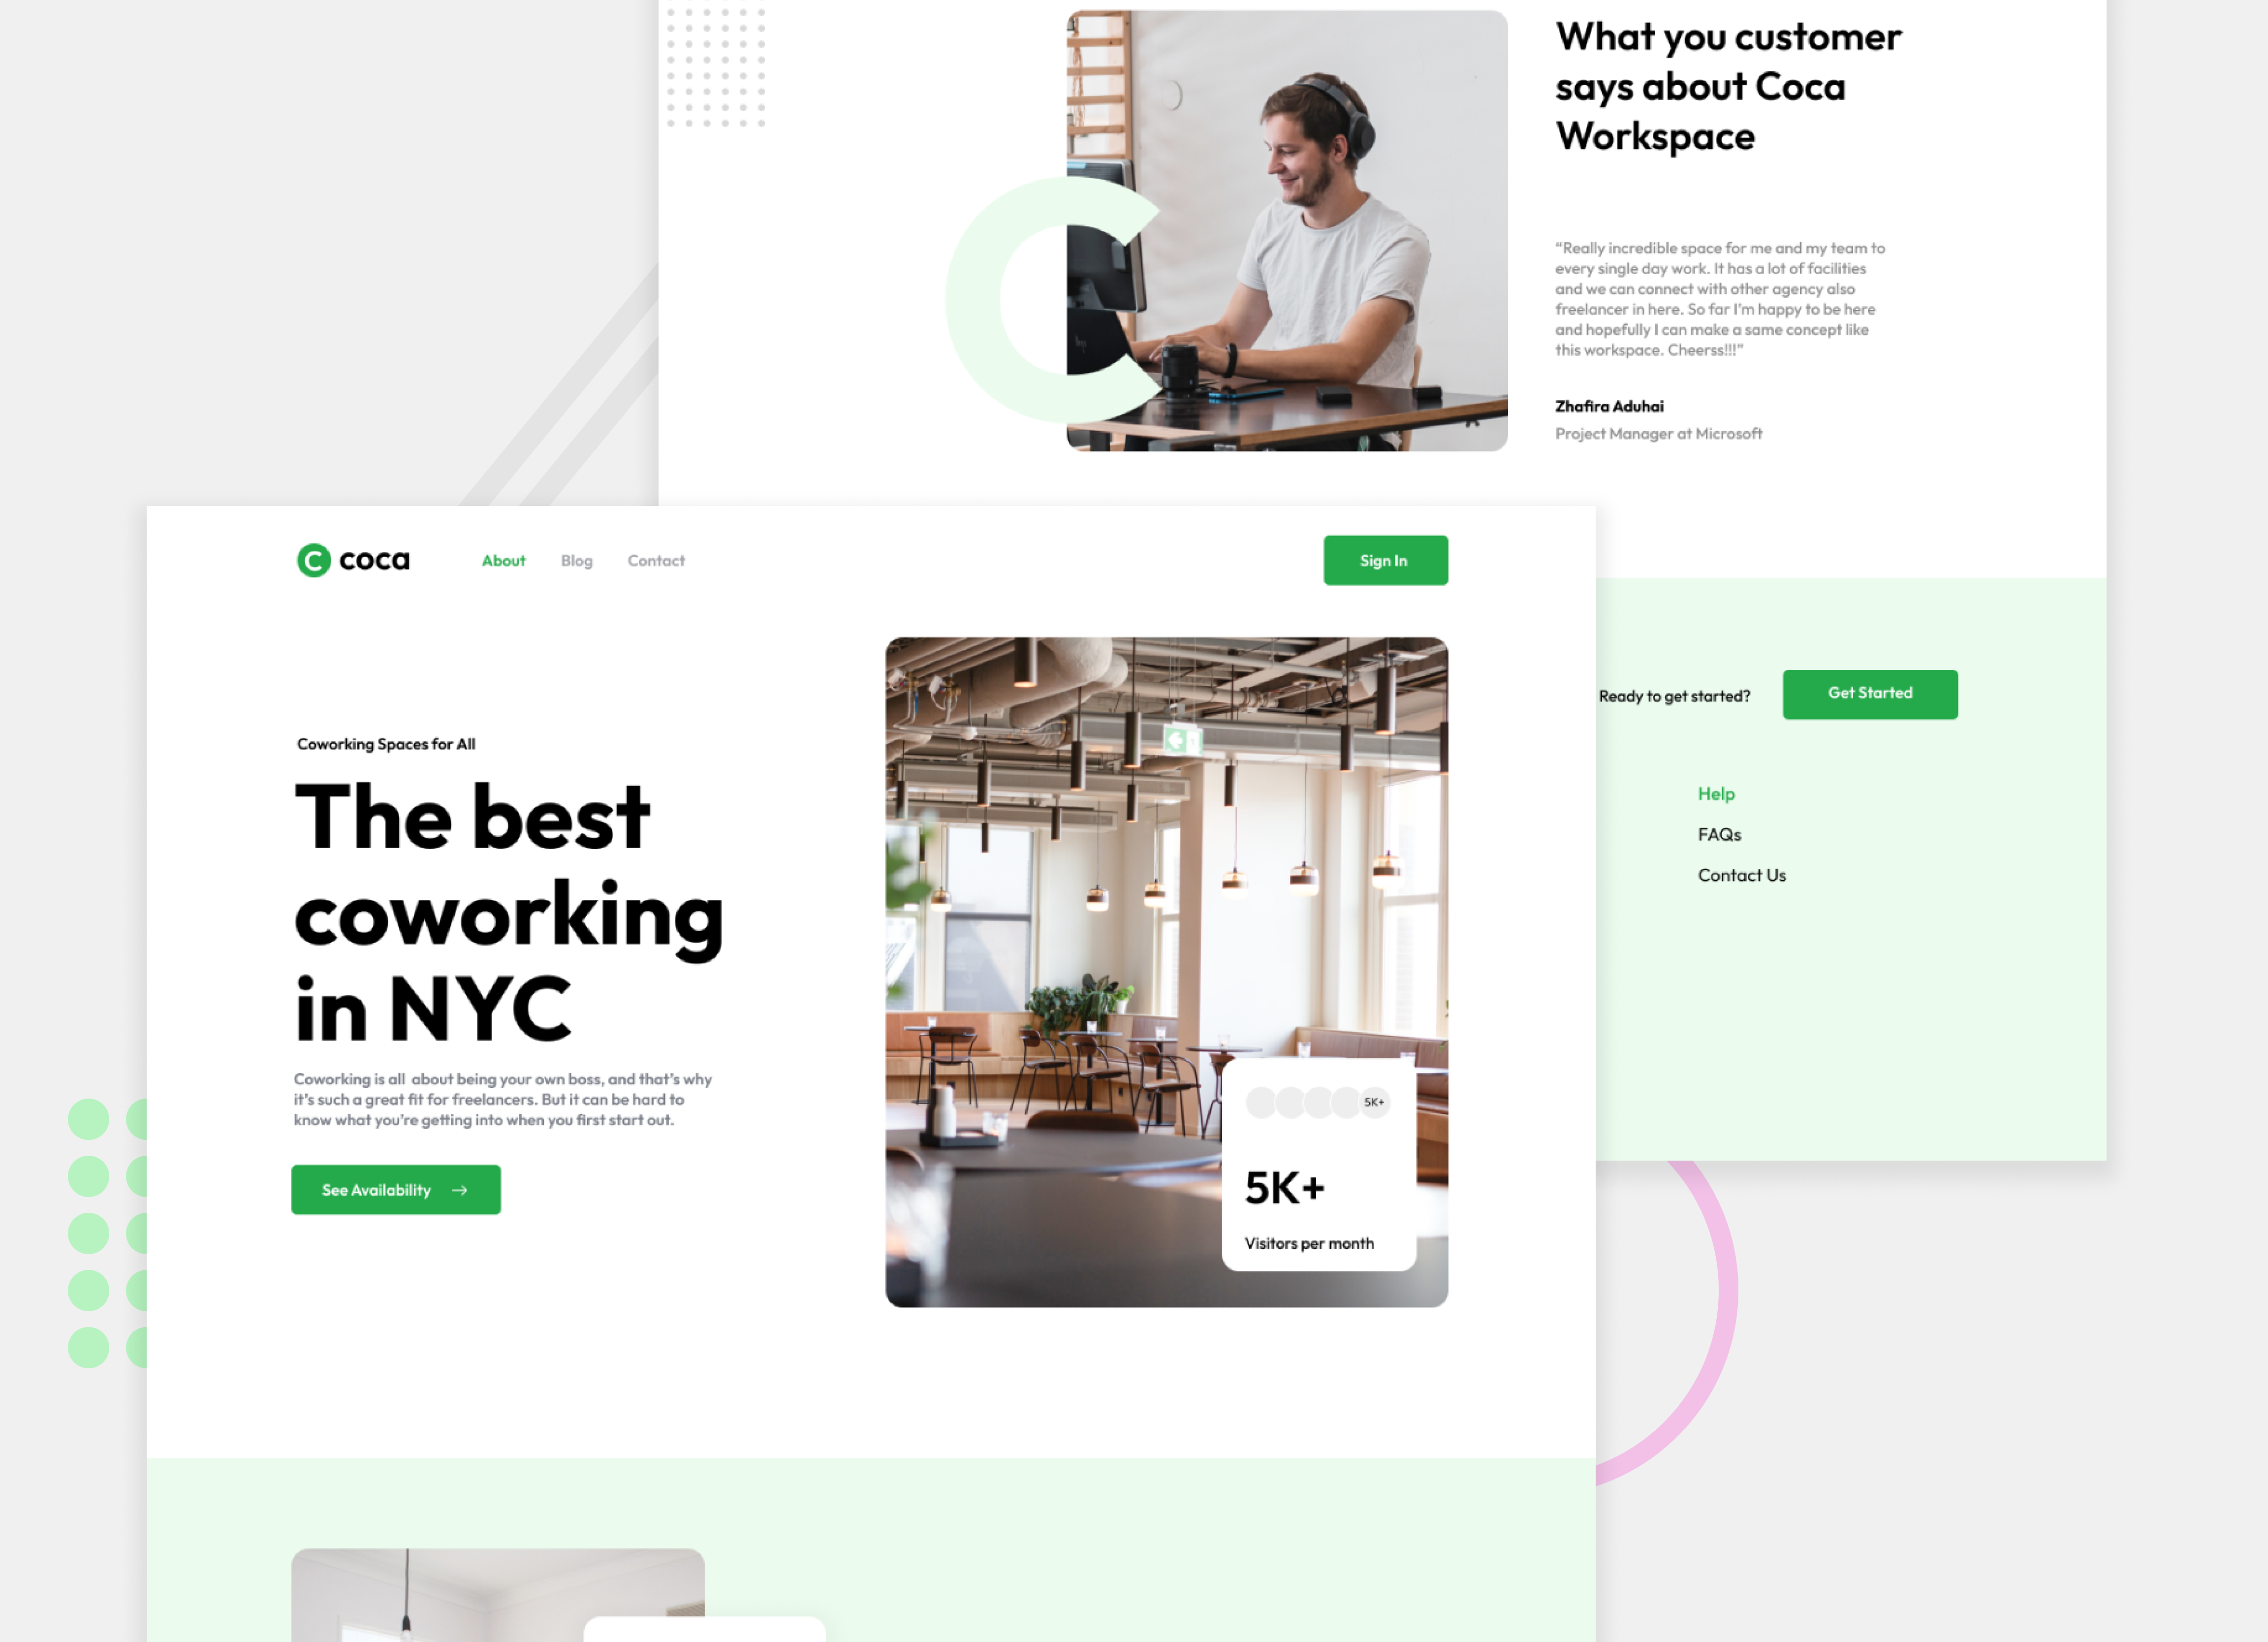 What you customer
says about Coca
Workspace
“Really incredible space for me and my team to
every single day work. It has a lot of facilities
and we can connect with other agency also
freelancer in here. So far I'm happy to be here
and hopefully I can make a same concept like
this workspace. Cheerss!!!”
Zhafira Aduhai
Project Manager at Microsoft
C coca
About Blog Contact
Sign In
Coworking Spaces for All
The best
coworking
in NYC
Coworking is all  about being your own boss, and that's why
it's such a great fit for freelancers. But it can be hard to
know what you're getting into when you first start out.
See Availability →
5K+
5K+
Visitors per month
Ready to get started?
Get Started
Help
FAQs
Contact Us